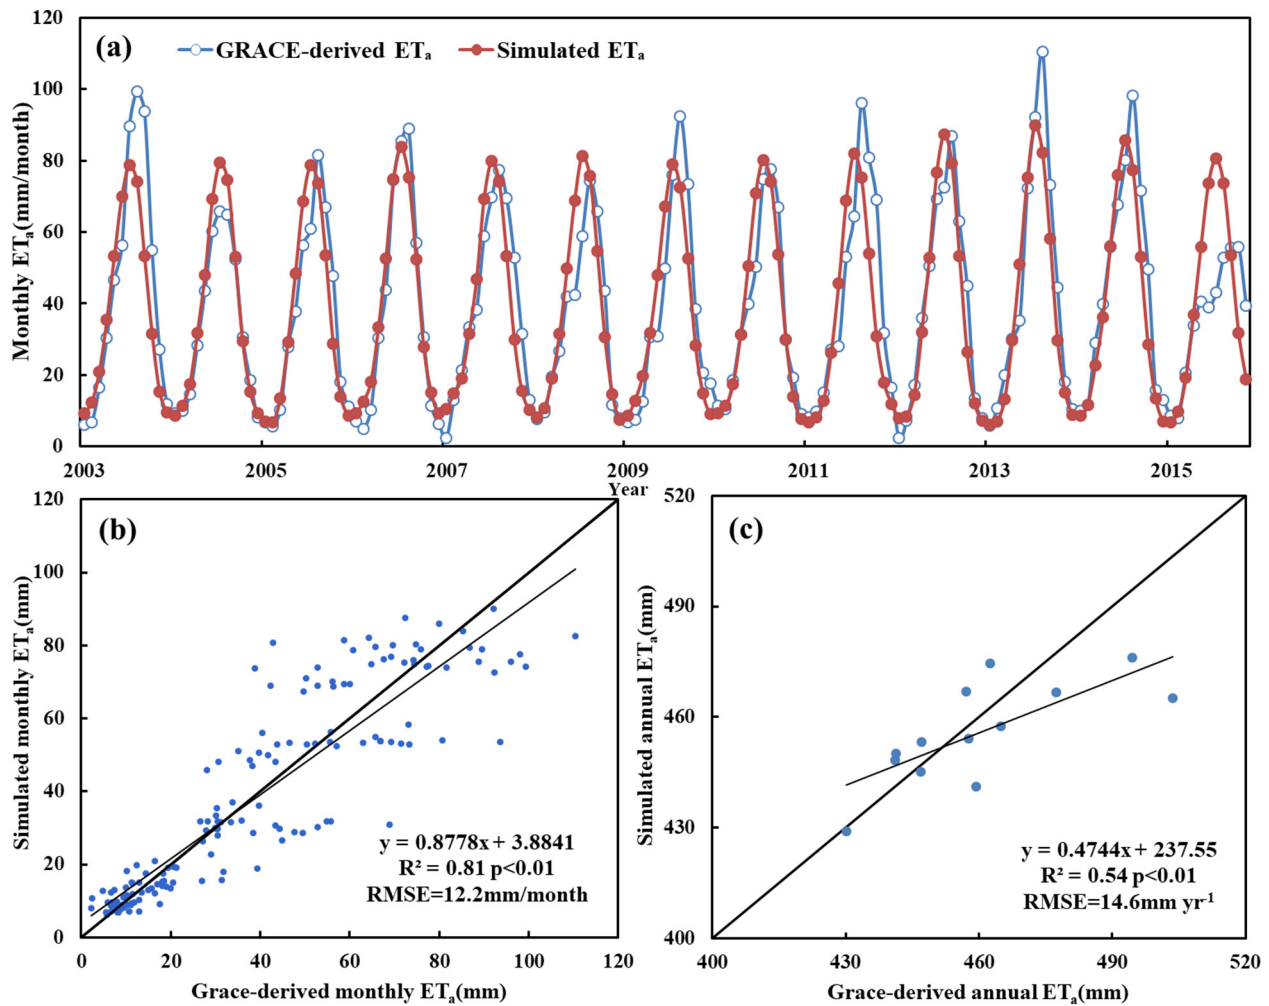 (a)
GRACE-derived ETa
Simulated ETa
Monthly ETa(mm/month)
120
100
80
60
40
20
0
2003 2005 2007 2009 2011 2013 2015
Year
(b)
Simulated monthly ETa(mm)
120
100
80
60
40
20
0
y = 0.8778x + 3.8841
R² = 0.81 p<0.01
RMSE=12.2mm/month
0 20 40 60 80 100 120
Grace-derived monthly ETa(mm)
(c)
Simulated annual ETa(mm)
520
490
460
430
400
y = 0.4744x + 237.55
R² = 0.54 p<0.01
RMSE=14.6mm yr-1
400 430 460 490 520
Grace-derived annual ETa(mm)